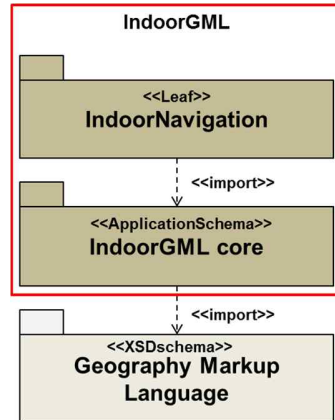 IndoorGML
<<Leaf>>
IndoorNavigation
<<import>>
<<ApplicationSchema>>
IndoorGML core
<<import>>
<<XSDschema>>
Geography Markup
Language